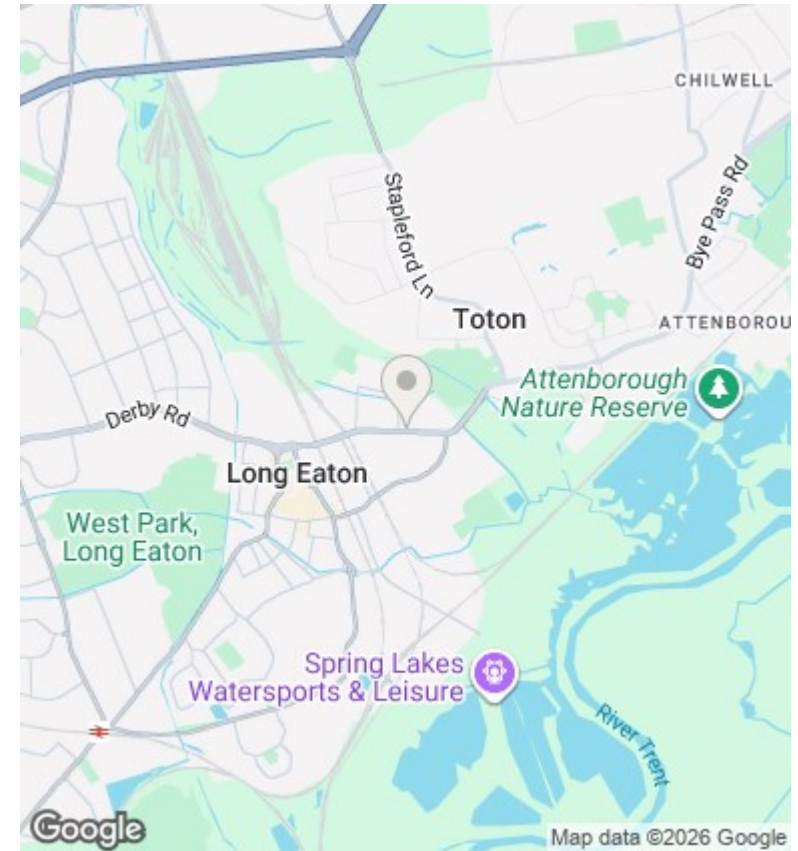 CHILWELL
Bye Pass Rd
Stapleford Ln
Toton
ATTENBOROU
Attenborough
Nature Reserve
Derby Rd
Long Eaton
West Park,
Long Eaton
Spring Lakes
Watersports & Leisure
River Trent
Google
Map data ©2026 Google